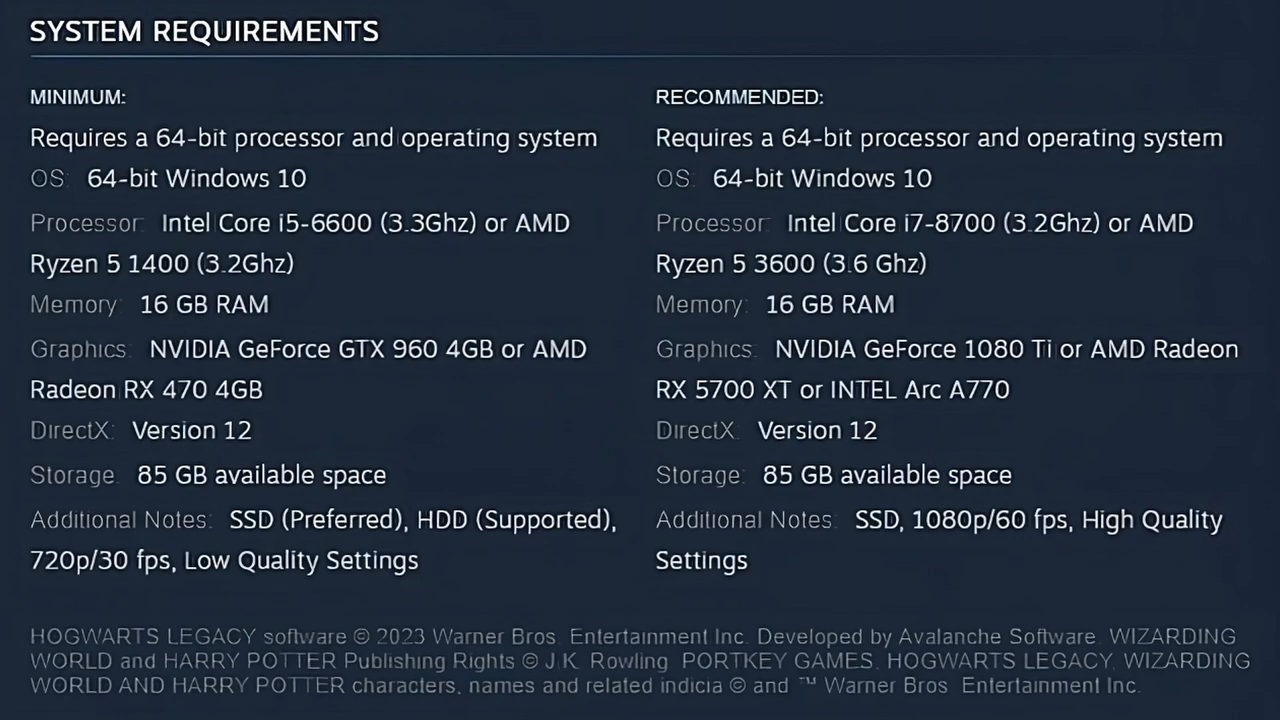 SYSTEM REQUIREMENTS
MINIMUM:
Requires a 64-bit processor and operating system
OS: 64-bit Windows 10
Processor: Intel Core i5-6600 (3.3Ghz) or AMD
Ryzen 5 1400 (3.2Ghz)
Memory: 16 GB RAM
Graphics: NVIDIA GeForce GTX 960 4GB or AMD
Radeon RX 470 4GB
DirectX: Version 12
Storage: 85 GB available space
Additional Notes: SSD (Preferred), HDD (Supported),
720p/30 fps, Low Quality Settings
RECOMMENDED:
Requires a 64-bit processor and operating system
OS: 64-bit Windows 10
Processor: Intel Core i7-8700 (3.2Ghz) or AMD
Ryzen 5 3600 (3.6 Ghz)
Memory: 16 GB RAM
Graphics: NVIDIA GeForce 1080 Ti or AMD Radeon
RX 5700 XT or INTEL Arc A770
DirectX: Version 12
Storage: 85 GB available space
Additional Notes: SSD, 1080p/60 fps, High Quality
Settings
HOGWARTS LEGACY software © 2023 Warner Bros. Entertainment Inc. Developed by Avalanche Software. WIZARDING
WORLD and HARRY POTTER Publishing Rights © J.K. Rowling. PORTKEY GAMES, HOGWARTS LEGACY, WIZARDING
WORLD AND HARRY POTTER characters, names and related indicia © and ™ Warner Bros. Entertainment Inc.